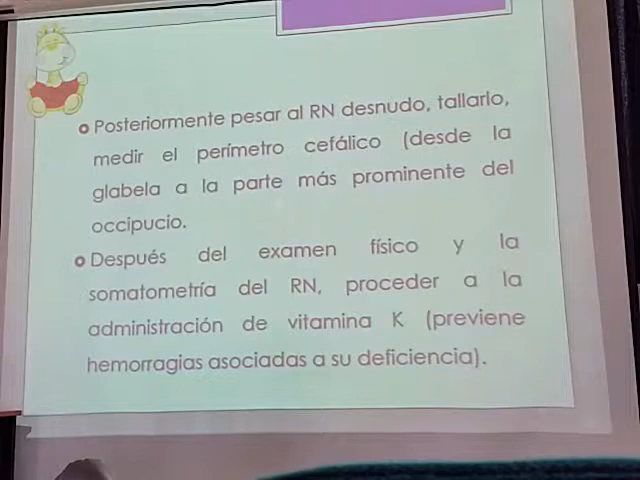 Posteriormente pesar al RN desnudo, tallarlo,
medir el perímetro cefálico (desde la
glabela a la parte más prominente del
occipucio.
Después del examen físico y la
somatometría del RN, proceder a la
administración de vitamina K (previene
hemorragias asociadas a su deficiencia).